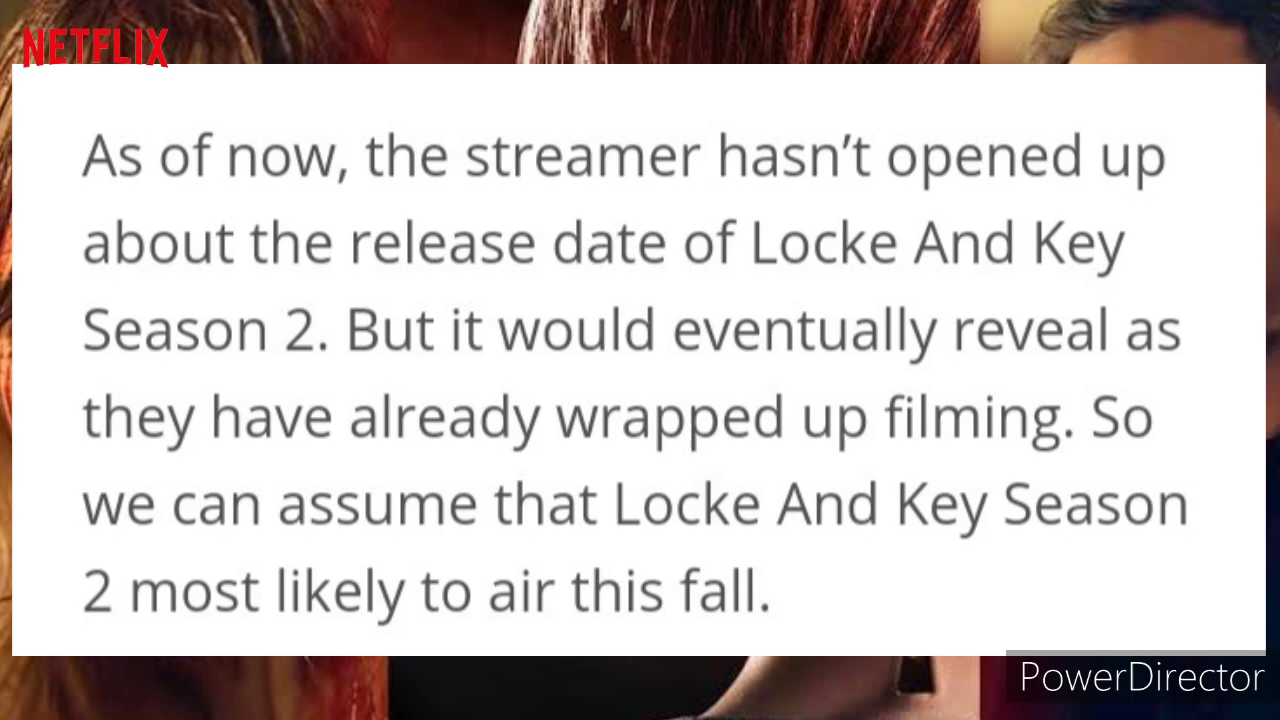 NETFLIX
As of now, the streamer hasn’t opened up
about the release date of Locke And Key
Season 2. But it would eventually reveal as
they have already wrapped up filming. So
we can assume that Locke And Key Season
2 most likely to air this fall.
PowerDirector